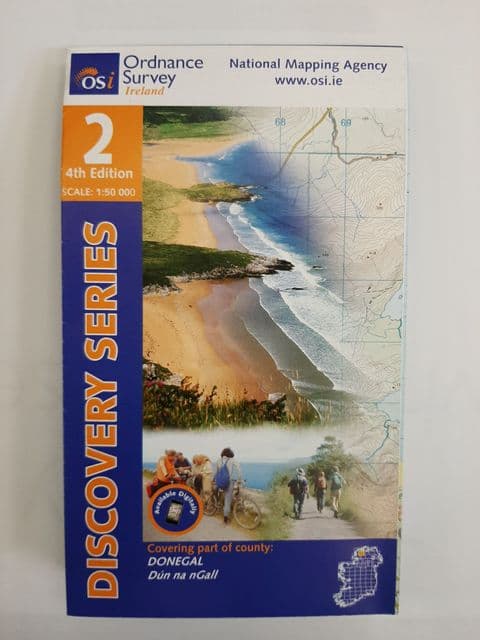 osi
Ordnance
Survey
Ireland
National Mapping Agency
www.osi.ie
2
4th Edition
SCALE: 1:50 000
68
69
DISCOVERY SERIES
Available Digitally
Covering part of county:
DONEGAL
Dún na nGall